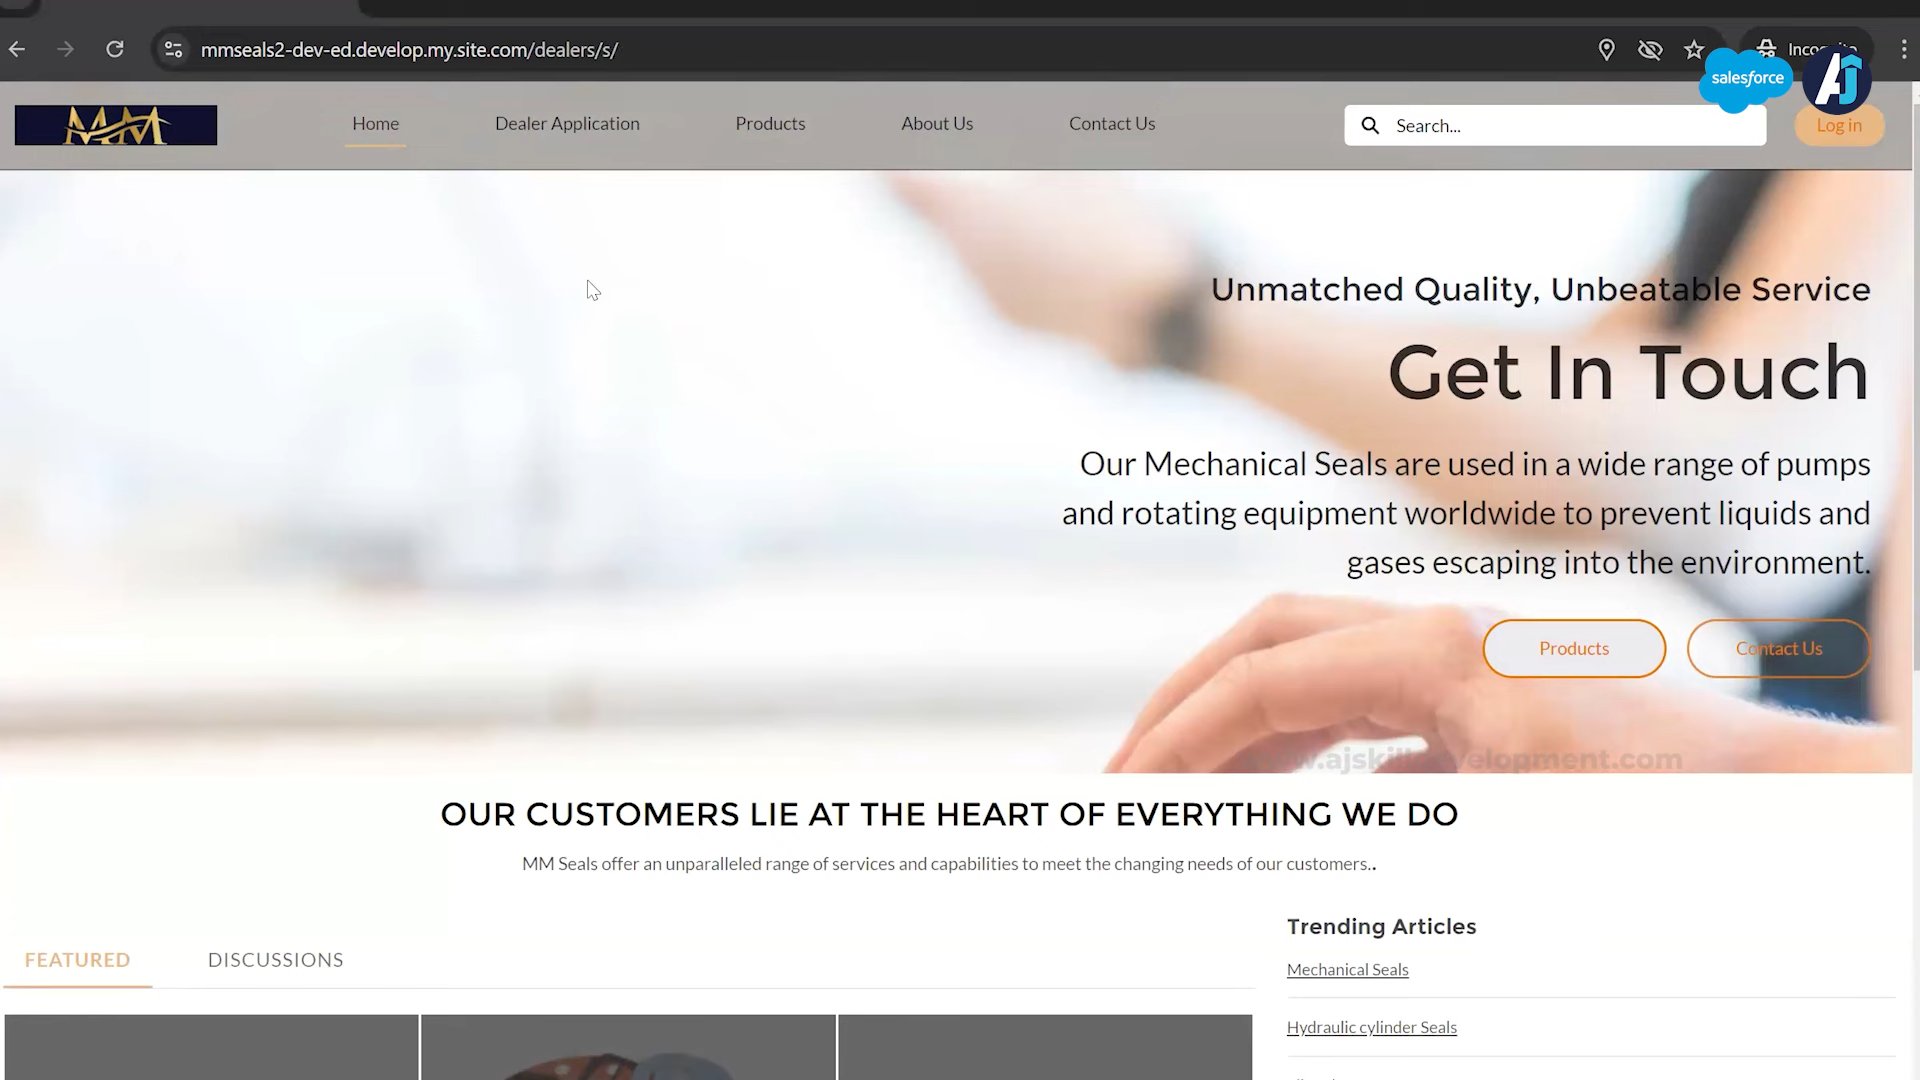 mmseals2-dev-ed.develop.my.site.com/dealers/s/
salesforce
AJ
MM
Home
Dealer Application
Products
About Us
Contact Us
Search...
Log in
Unmatched Quality, Unbeatable Service
Get In Touch
Our Mechanical Seals are used in a wide range of pumps
and rotating equipment worldwide to prevent liquids and
gases escaping into the environment.
Products
Contact Us
OUR CUSTOMERS LIE AT THE HEART OF EVERYTHING WE DO
MM Seals offer an unparalleled range of services and capabilities to meet the changing needs of our customers..
FEATURED
DISCUSSIONS
Trending Articles
Mechanical Seals
Hydraulic cylinder Seals